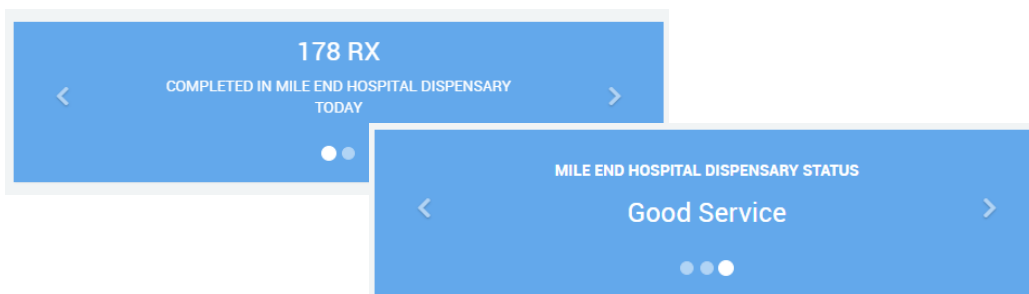 178 RX
COMPLETED IN MILE END HOSPITAL DISPENSARY
TODAY
MILE END HOSPITAL DISPENSARY STATUS
Good Service